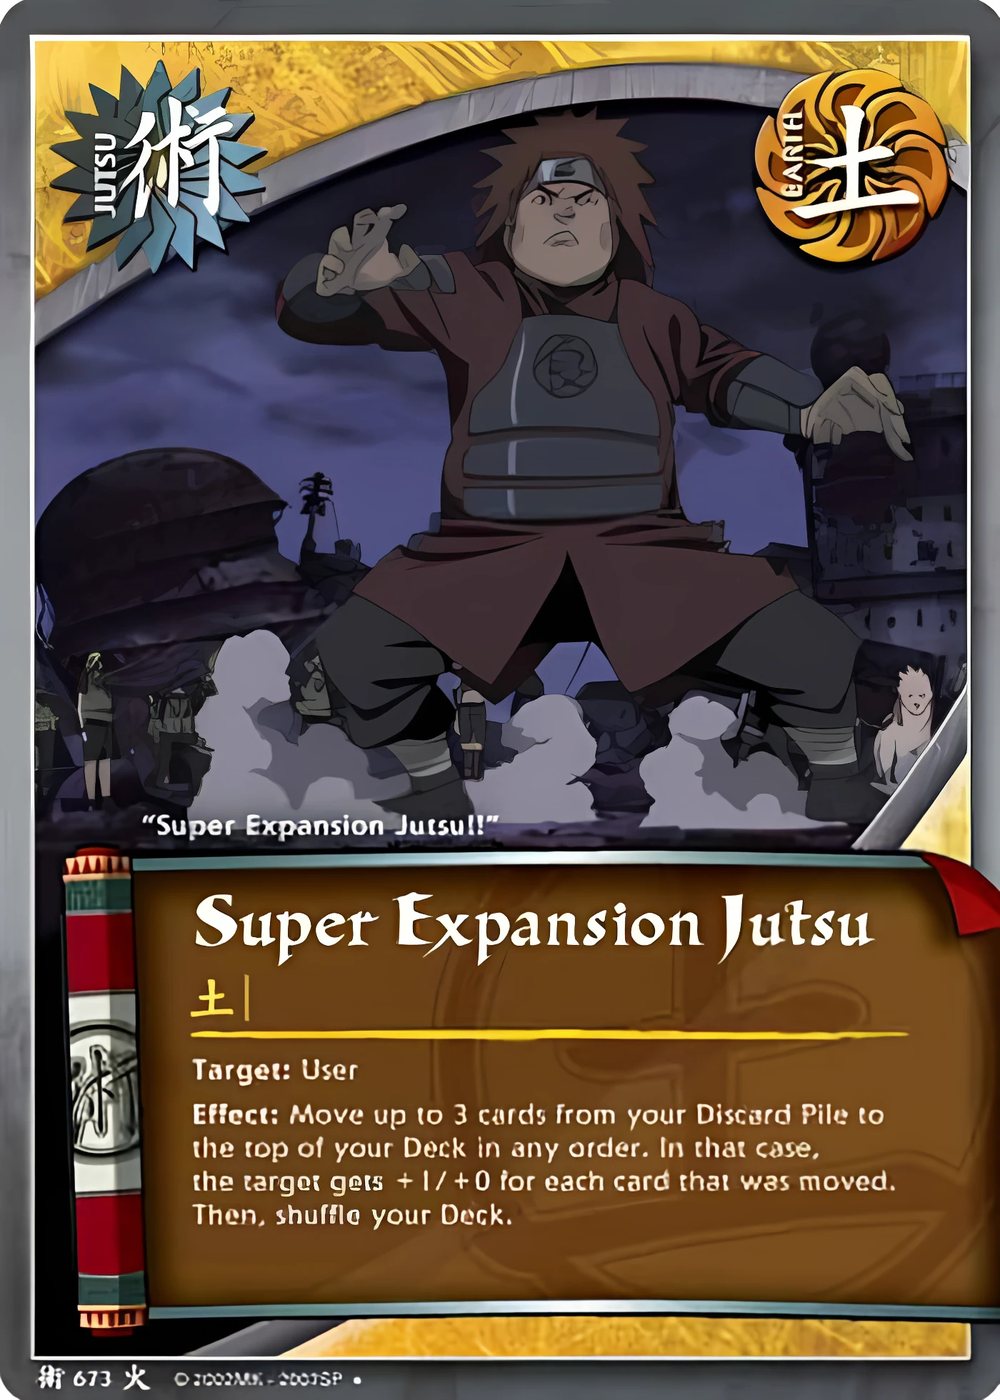 JUTSU 術
EARTH 土
"Super Expansion Jutsu!!"
Super Expansion Jutsu
土
Target: User
Effect: Move up to 3 cards from your Discard Pile to
the top of your Deck in any order. In that case,
the target gets +1/+0 for each card that was moved.
Then, shuffle your Deck.
術
術 673 火 © 2002MK